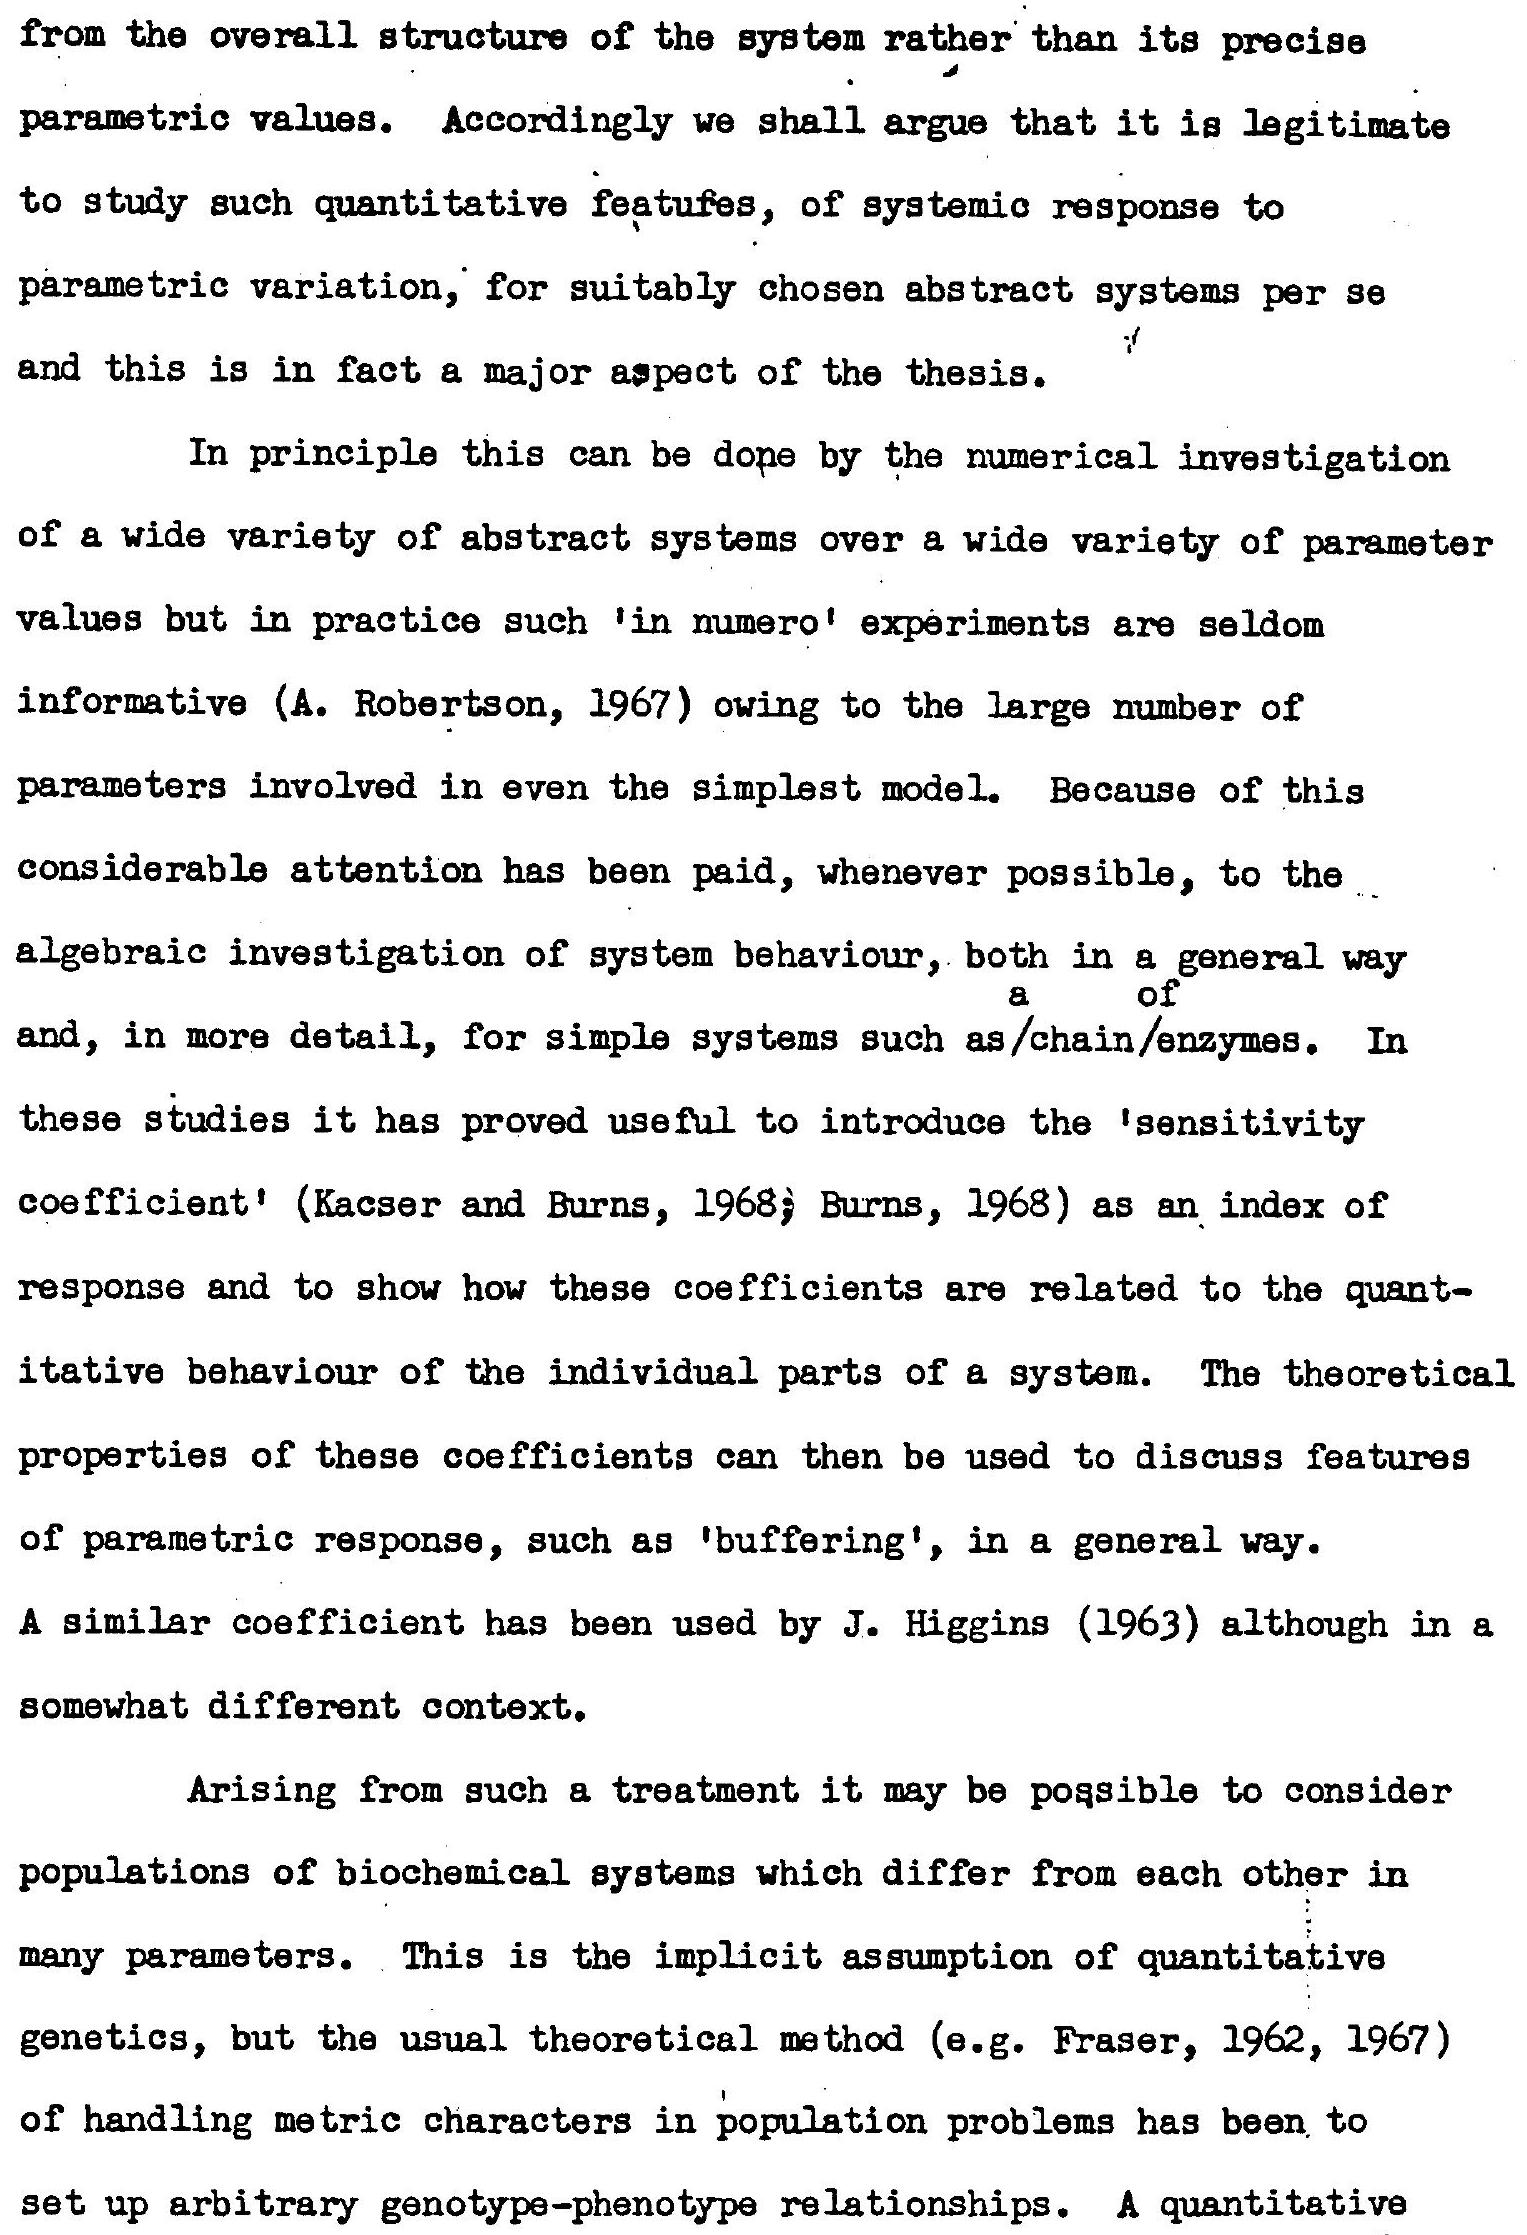 from the overall structure of the system rather than its precise
parametric values. Accordingly we shall argue that it is legitimate
to study such quantitative features, of systemic response to
parametric variation, for suitably chosen abstract systems per se
and this is in fact a major aspect of the thesis.
In principle this can be done by the numerical investigation
of a wide variety of abstract systems over a wide variety of parameter
values but in practice such 'in numero' experiments are seldom
informative (A. Robertson, 1967) owing to the large number of
parameters involved in even the simplest model. Because of this
considerable attention has been paid, whenever possible, to the
algebraic investigation of system behaviour, both in a general way
a of
and, in more detail, for simple systems such as/chain/enzymes. In
these studies it has proved useful to introduce the 'sensitivity
coefficient' (Kacser and Burns, 1968; Burns, 1968) as an index of
response and to show how these coefficients are related to the quant-
itative behaviour of the individual parts of a system. The theoretical
properties of these coefficients can then be used to discuss features
of parametric response, such as 'buffering', in a general way.
A similar coefficient has been used by J. Higgins (1963) although in a
somewhat different context.
Arising from such a treatment it may be possible to consider
populations of biochemical systems which differ from each other in
many parameters. This is the implicit assumption of quantitative
genetics, but the usual theoretical method (e.g. Fraser, 1962, 1967)
of handling metric characters in population problems has been to
set up arbitrary genotype-phenotype relationships. A quantitative